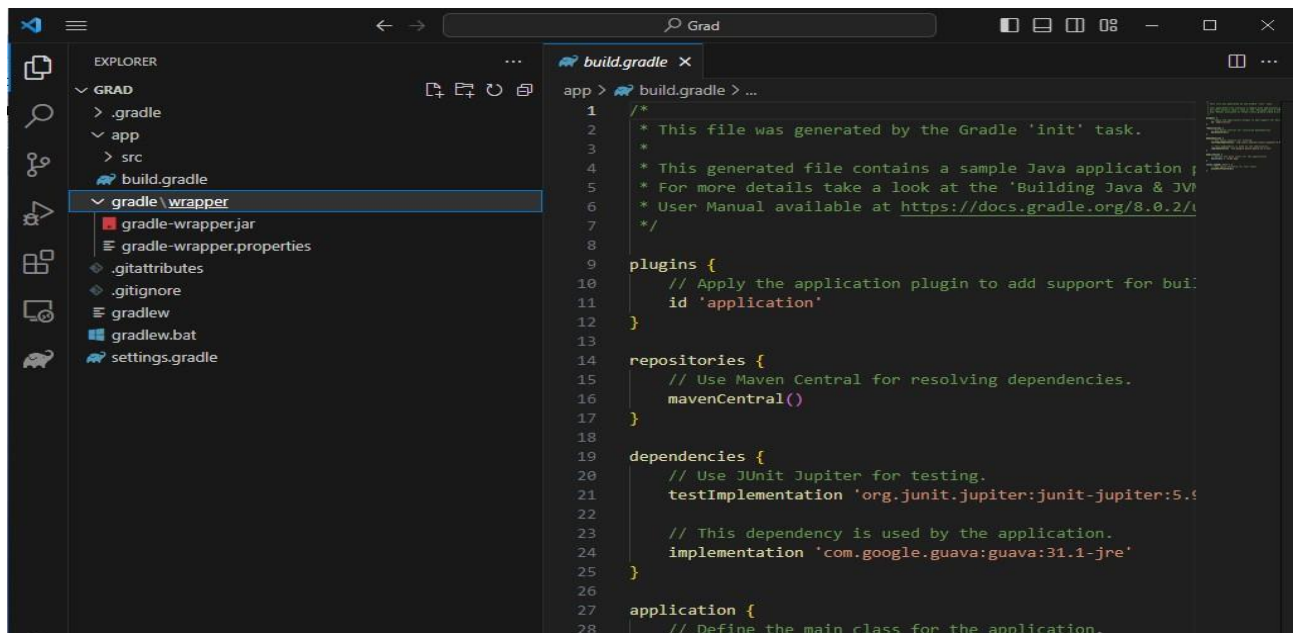 Grad
EXPLORER
GRAD
.gradle
app
src
build.gradle
gradle\wrapper
gradle-wrapper.jar
gradle-wrapper.properties
.gitattributes
.gitignore
gradlew
gradlew.bat
settings.gradle
build.gradle
app > build.gradle > ...
1 /*
2 * This file was generated by the Gradle 'init' task.
3 *
4 * This generated file contains a sample Java application
5 * For more details take a look at the 'Building Java & JVM
6 * User Manual available at https://docs.gradle.org/8.0.2/
7 */
8
9 plugins {
10 // Apply the application plugin to add support for
11 id 'application'
12 }
13
14 repositories {
15 // Use Maven Central for resolving dependencies.
16 mavenCentral()
17 }
18
19 dependencies {
20 // Use JUnit Jupiter for testing.
21 testImplementation 'org.junit.jupiter:junit-jupiter:5.9
22
23 // This dependency is used by the application.
24 implementation 'com.google.guava:guava:31.1-jre'
25 }
26
27 application {
28 // Define the main class for the application.